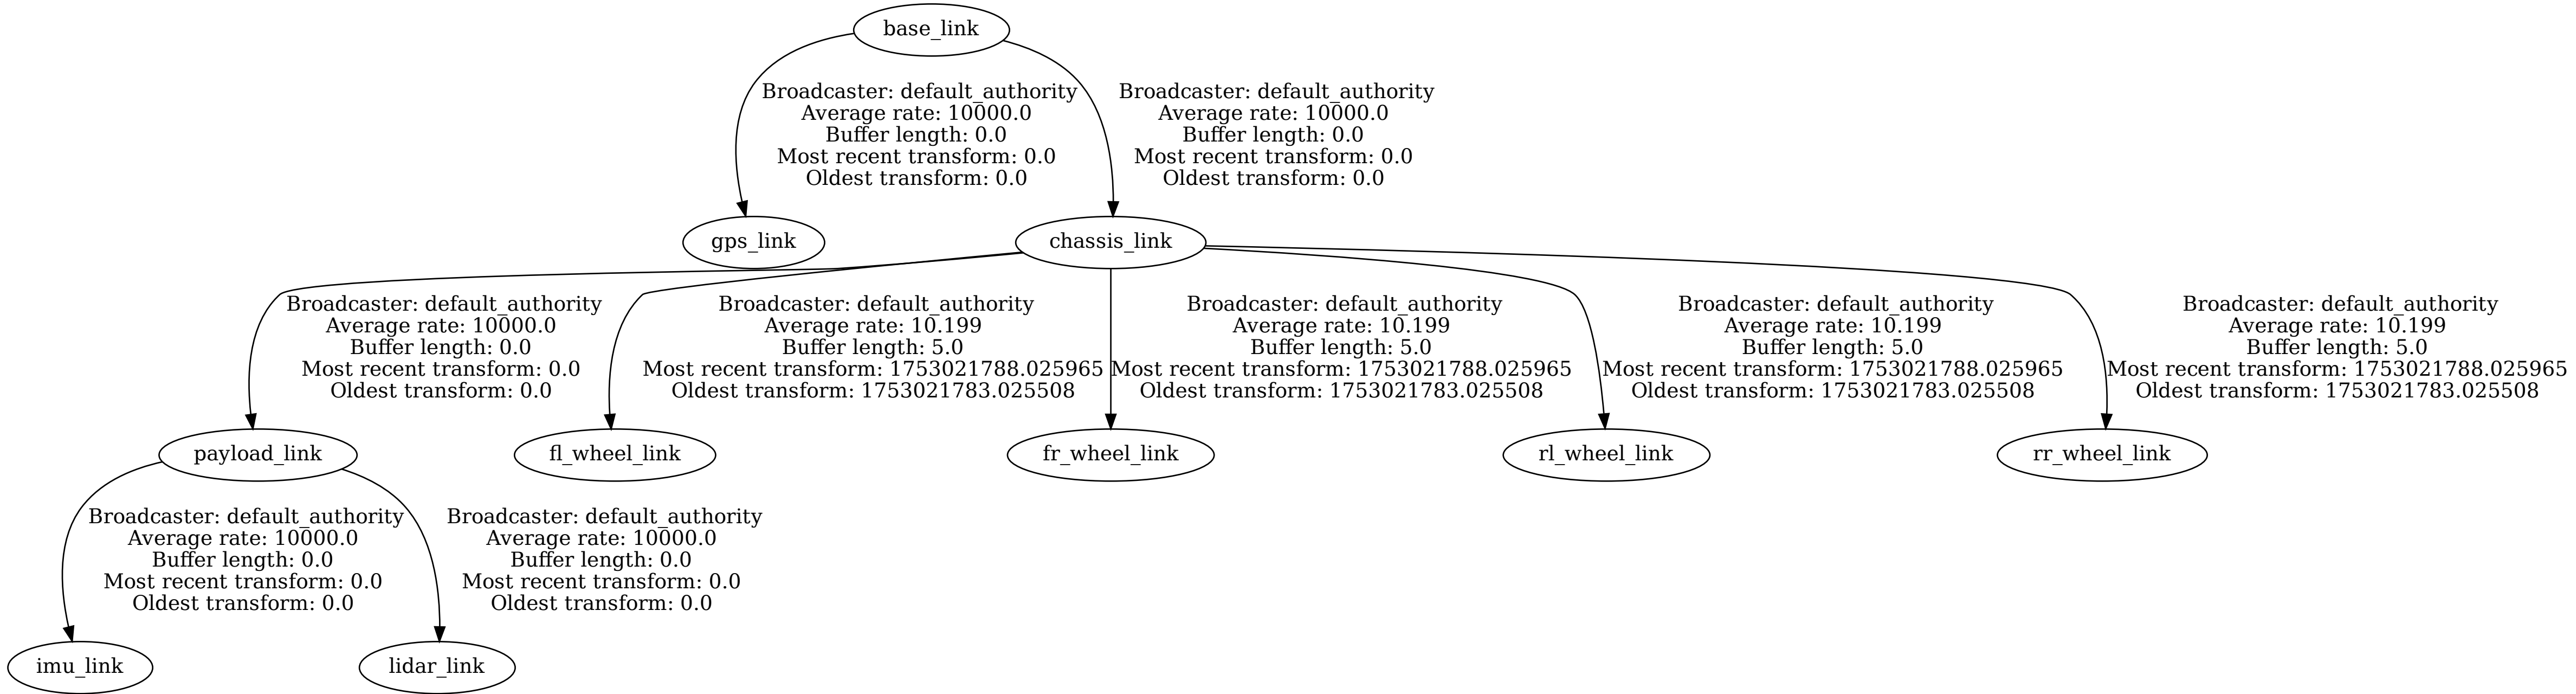 base_link
Broadcaster: default_authority
Average rate: 10000.0
Buffer length: 0.0
Most recent transform: 0.0
Oldest transform: 0.0
Broadcaster: default_authority
Average rate: 10000.0
Buffer length: 0.0
Most recent transform: 0.0
Oldest transform: 0.0
gps_link
chassis_link
Broadcaster: default_authority
Average rate: 10000.0
Buffer length: 0.0
Most recent transform: 0.0
Oldest transform: 0.0
Broadcaster: default_authority
Average rate: 10.199
Buffer length: 5.0
Most recent transform: 1753021788.025965
Oldest transform: 1753021783.025508
Broadcaster: default_authority
Average rate: 10.199
Buffer length: 5.0
Most recent transform: 1753021788.025965
Oldest transform: 1753021783.025508
Broadcaster: default_authority
Average rate: 10.199
Buffer length: 5.0
Most recent transform: 1753021788.025965
Oldest transform: 1753021783.025508
Broadcaster: default_authority
Average rate: 10.199
Buffer length: 5.0
Most recent transform: 1753021788.025965
Oldest transform: 1753021783.025508
payload_link
fl_wheel_link
fr_wheel_link
rl_wheel_link
rr_wheel_link
Broadcaster: default_authority
Average rate: 10000.0
Buffer length: 0.0
Most recent transform: 0.0
Oldest transform: 0.0
Broadcaster: default_authority
Average rate: 10000.0
Buffer length: 0.0
Most recent transform: 0.0
Oldest transform: 0.0
imu_link
lidar_link